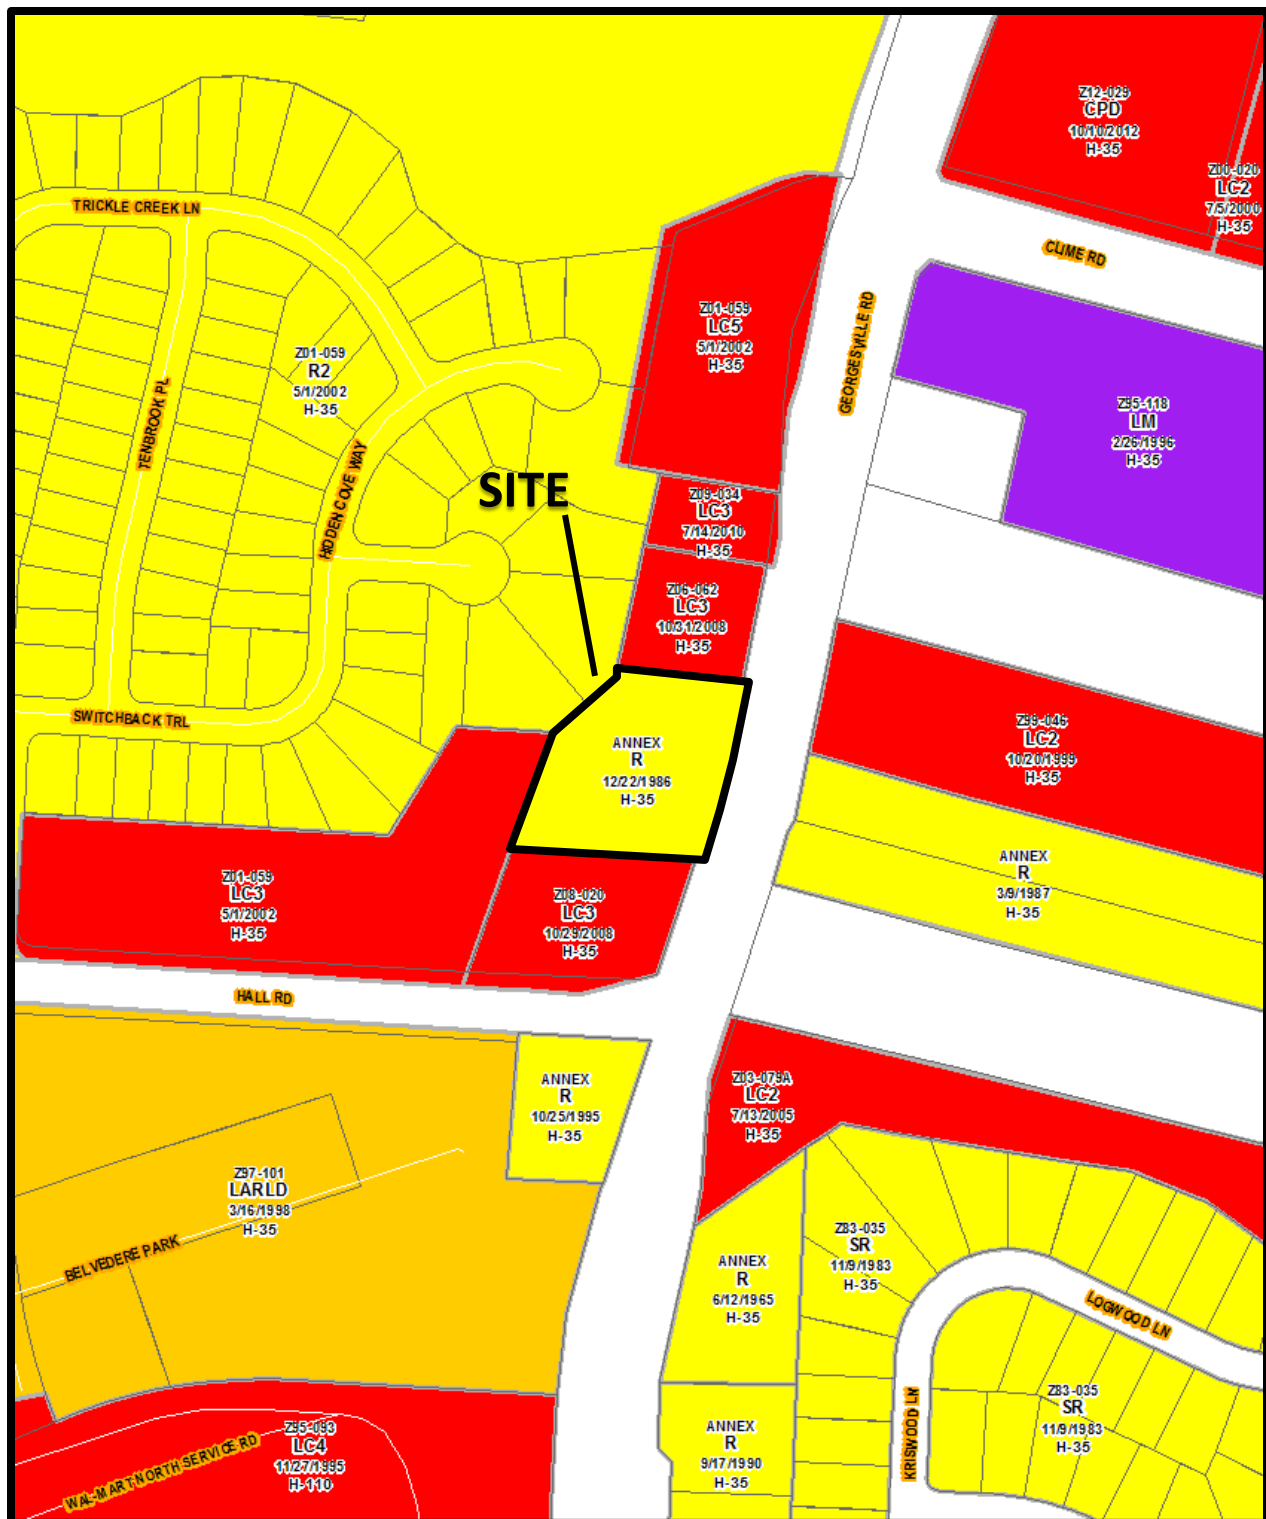 Z12-029
CPD
10/10/2012
H-35
Z00-020
LC2
7/5/2000
H-35
TRICKLE CREEK LN
CLIME RD
Z01-059
LC5
5/1/2002
H-35
GEORGESVILLE RD
Z01-059
R2
5/1/2002
H-35
TENBROOK PL
Z95-118
LM
2/26/1996
H-35
HIDDEN COVE WAY
SITE
Z09-034
LC3
7/14/2010
H-35
Z06-062
LC3
10/31/2008
H-35
SWITCHBACK TRL
Z99-046
LC2
10/20/1999
H-35
ANNEX
R
12/22/1986
H-35
ANNEX
R
3/9/1987
H-35
Z01-059
LC3
5/1/2002
H-35
Z08-020
LC3
10/29/2008
H-35
HALL RD
ANNEX
R
10/25/1995
H-35
Z03-079A
LC2
7/13/2005
H-35
Z97-101
LARLD
3/16/1998
H-35
BELVEDERE PARK
Z83-035
SR
11/9/1983
H-35
ANNEX
R
6/12/1965
H-35
LOGWOOD LN
Z83-035
SR
11/9/1983
H-35
KRISWOOD LN
ANNEX
R
9/17/1990
H-35
Z95-093
LC4
11/27/1995
H-110
WAL-MART NORTH SERVICE RD